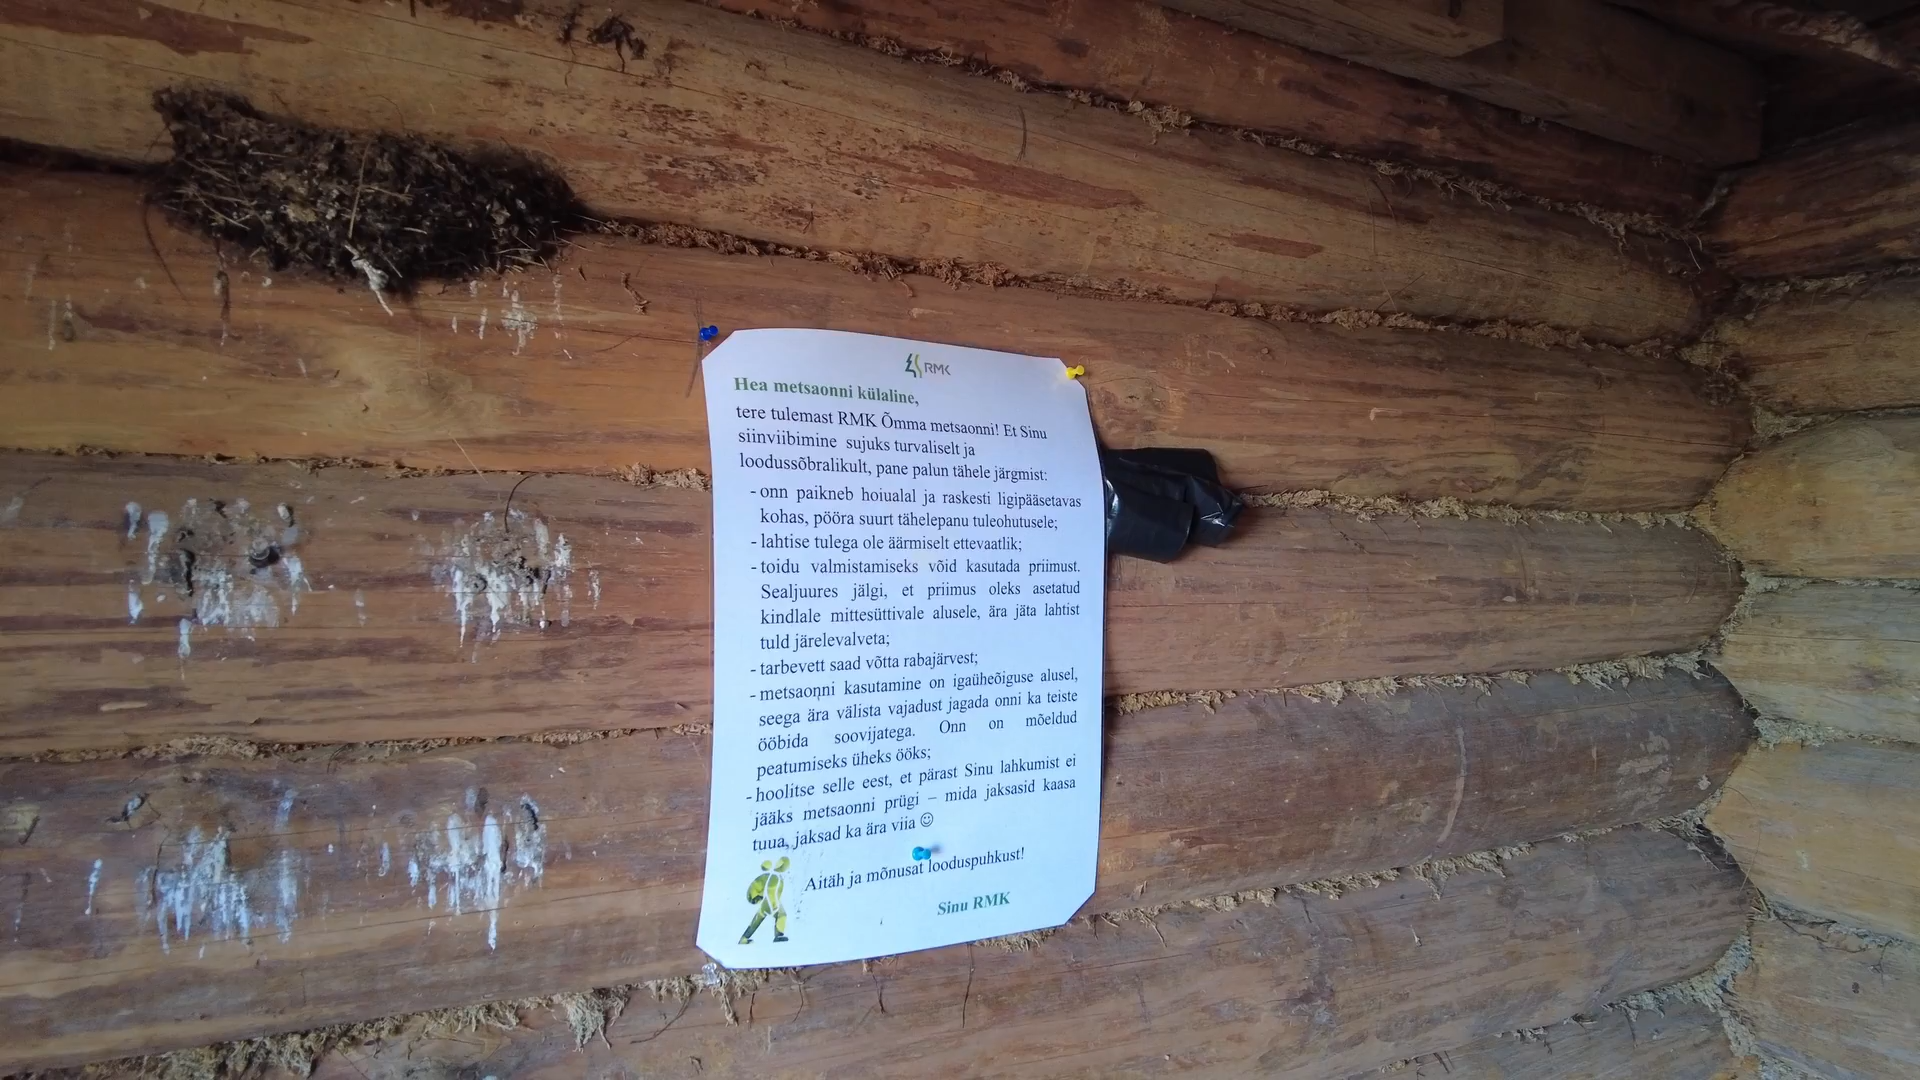 RMK
Hea metsaonni külaline,
tere tulemast RMK Õmma metsaonni! Et Sinu
siinviibimine sujuks turvaliselt ja
loodussõbralikult, pane palun tähele järgmist:
- onn paikneb hoiualal ja raskesti ligipääsetavas
kohas, pööra suurt tähelepanu tuleohutusele;
- lahtise tulega ole äärmiselt ettevaatlik;
- toidu valmistamiseks võid kasutada priimust.
Sealjuures jälgi, et priimus oleks asetatud
kindlale mittesüttivale alusele, ära jäta lahtist
tuld järelevalveta;
- tarbevett saad võtta rabajärvest;
- metsaonni kasutamine on igaüheõiguse alusel,
seega ära välista vajadust jagada onni ka teiste
ööbida soovijatega. Onn on mõeldud
peatumiseks üheks ööks;
- hoolitse selle eest, et pärast Sinu lahkumist ei
jääks metsaonni prügi – mida jaksasid kaasa
tuua, jaksad ka ära viia ☺
Aitäh ja mõnusat looduspuhkust!
Sinu RMK